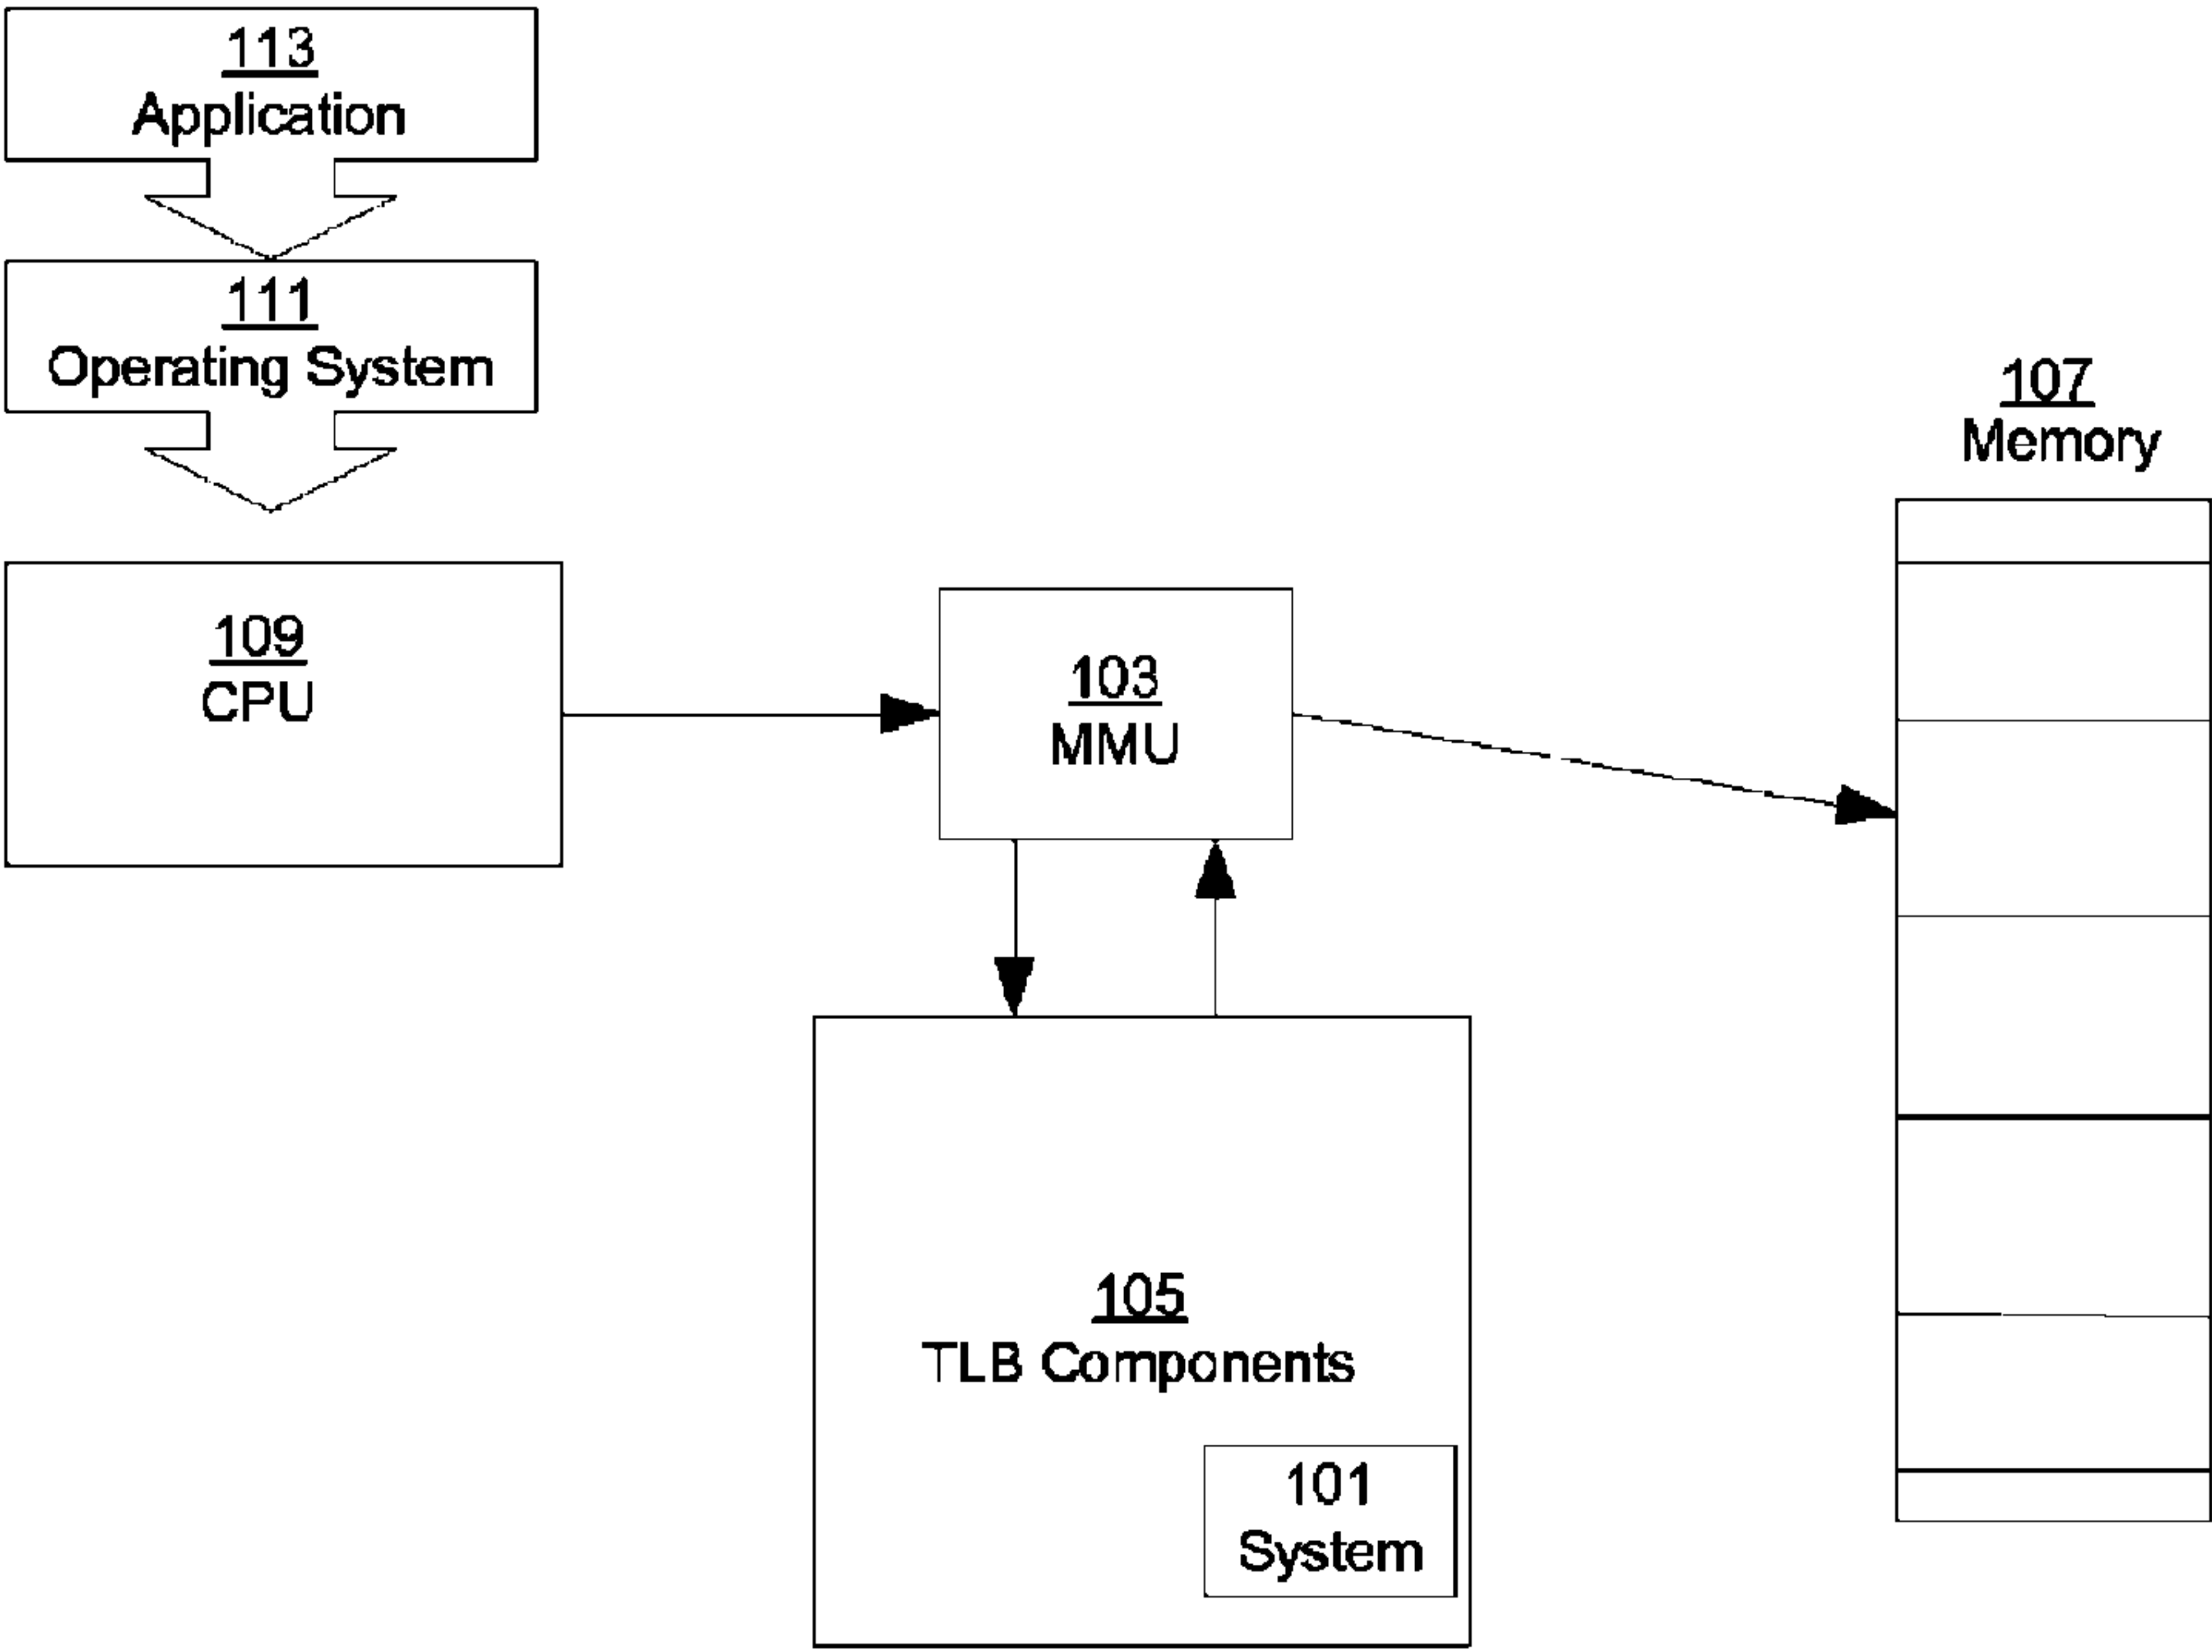 113
Application
111
Operating System
107
Memory
109
CPU
103
MMU
105
TLB Components
101
System